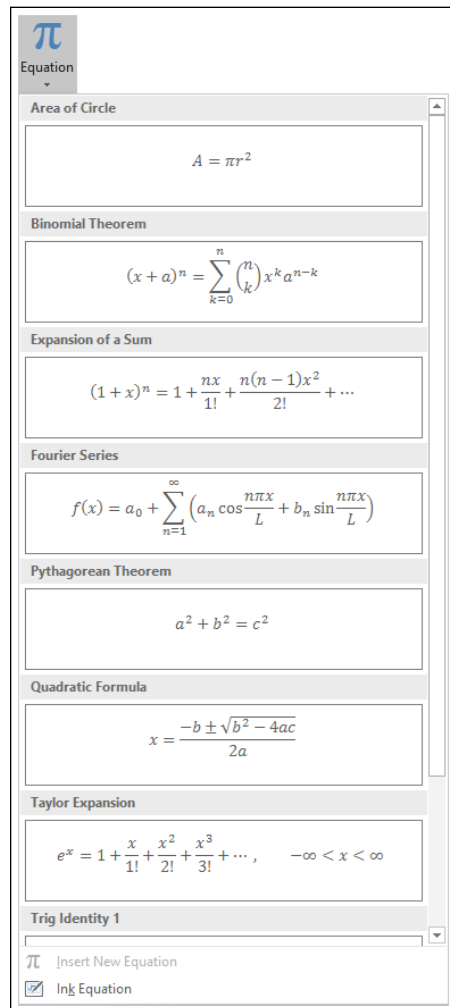 π
Equation
Area of Circle
A = πr²
Binomial Theorem
(x + a)ⁿ = ∑ₖ₌₀ⁿ (n k) xᵏaⁿ⁻ᵏ
Expansion of a Sum
(1 + x)ⁿ = 1 + nx/1! + n(n − 1)x²/2! + ⋯
Fourier Series
f(x) = a₀ + ∑ₙ₌₁^∞ (aₙ cos nπx/L + bₙ sin nπx/L)
Pythagorean Theorem
a² + b² = c²
Quadratic Formula
x = (−b ± √(b² − 4ac))/2a
Taylor Expansion
eˣ = 1 + x/1! + x²/2! + x³/3! + ⋯ , −∞ < x < ∞
Trig Identity 1
π Insert New Equation
Ink Equation